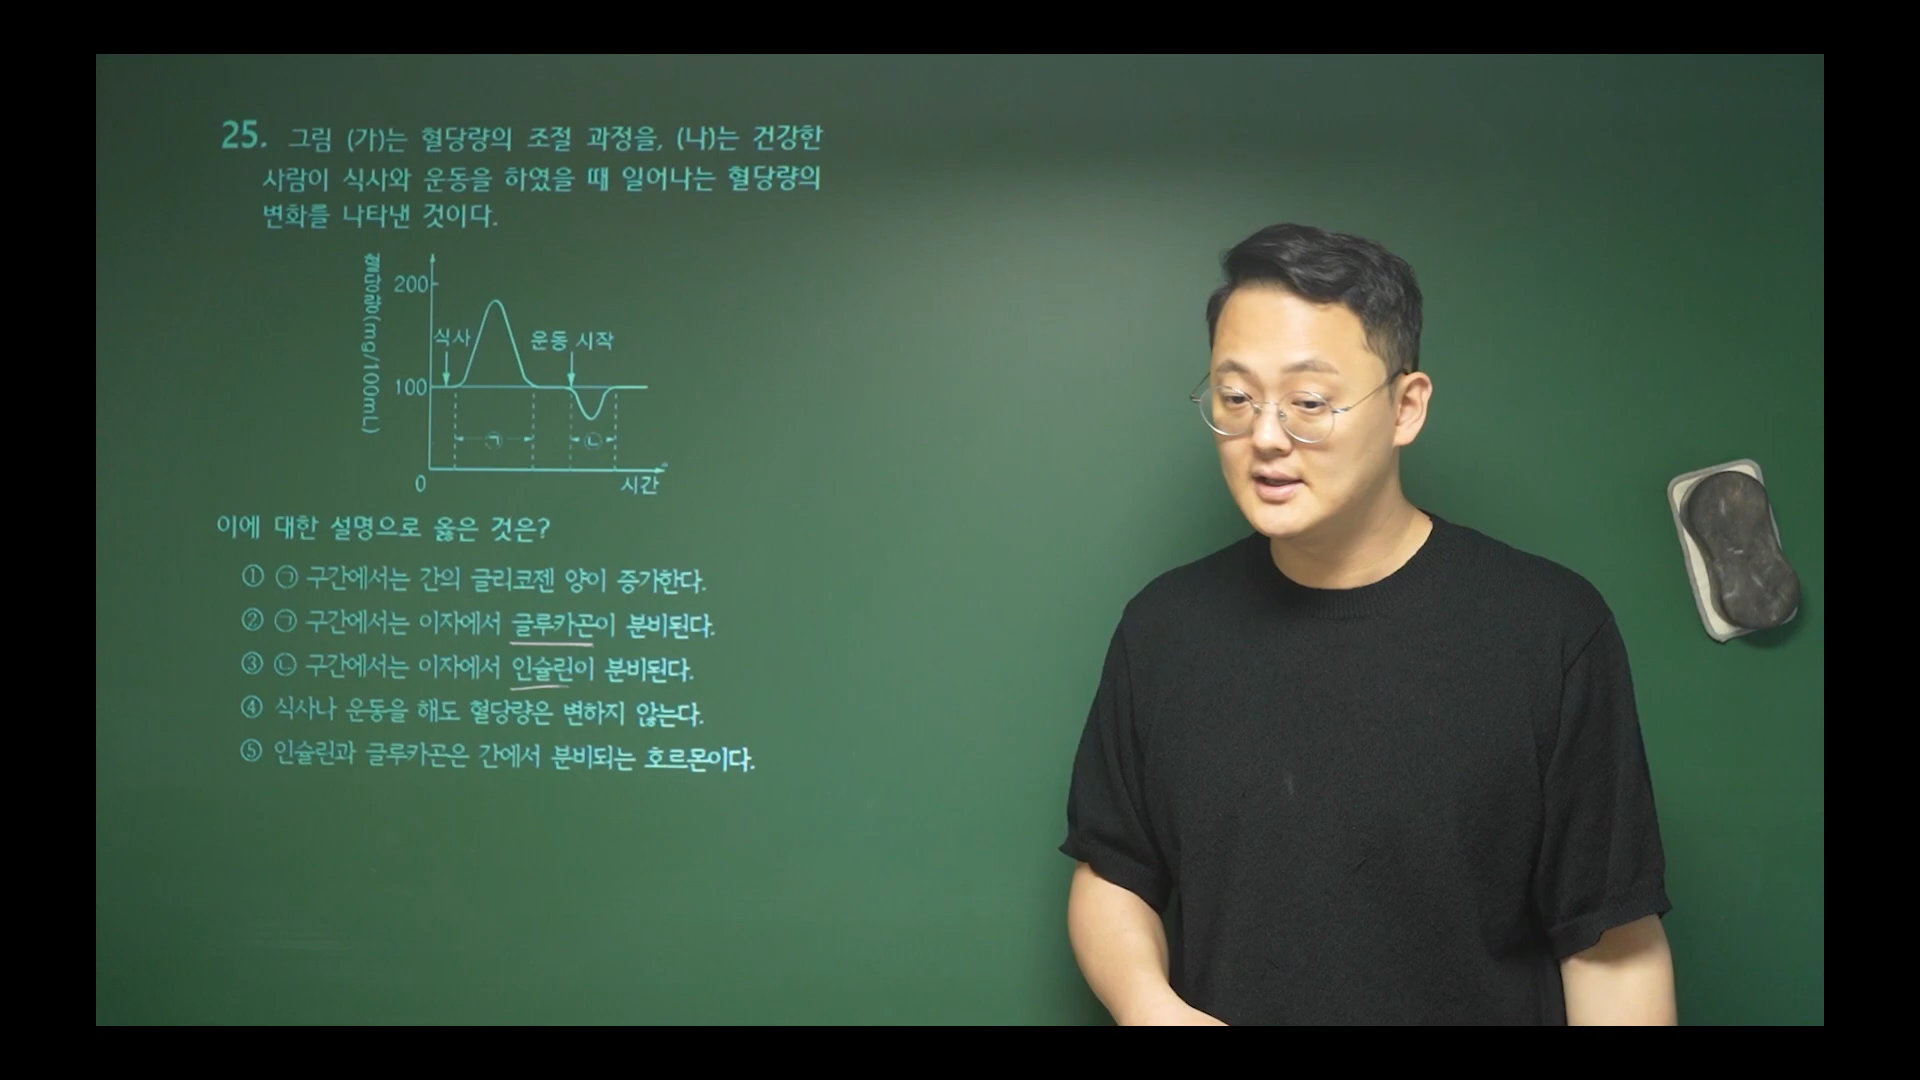 25. 그림 (가)는 혈당량의 조절 과정을, (나)는 건강한
사람이 식사와 운동을 하였을 때 일어나는 혈당량의
변화를 나타낸 것이다.
혈당량(mg/100mL)
200
식사
운동 시작
100
㉠
㉡
0
시간
이에 대한 설명으로 옳은 것은?
① ㉠ 구간에서는 간의 글리코젠 양이 증가한다.
② ㉠ 구간에서는 이자에서 글루카곤이 분비된다.
③ ㉡ 구간에서는 이자에서 인슐린이 분비된다.
④ 식사나 운동을 해도 혈당량은 변하지 않는다.
⑤ 인슐린과 글루카곤은 간에서 분비되는 호르몬이다.